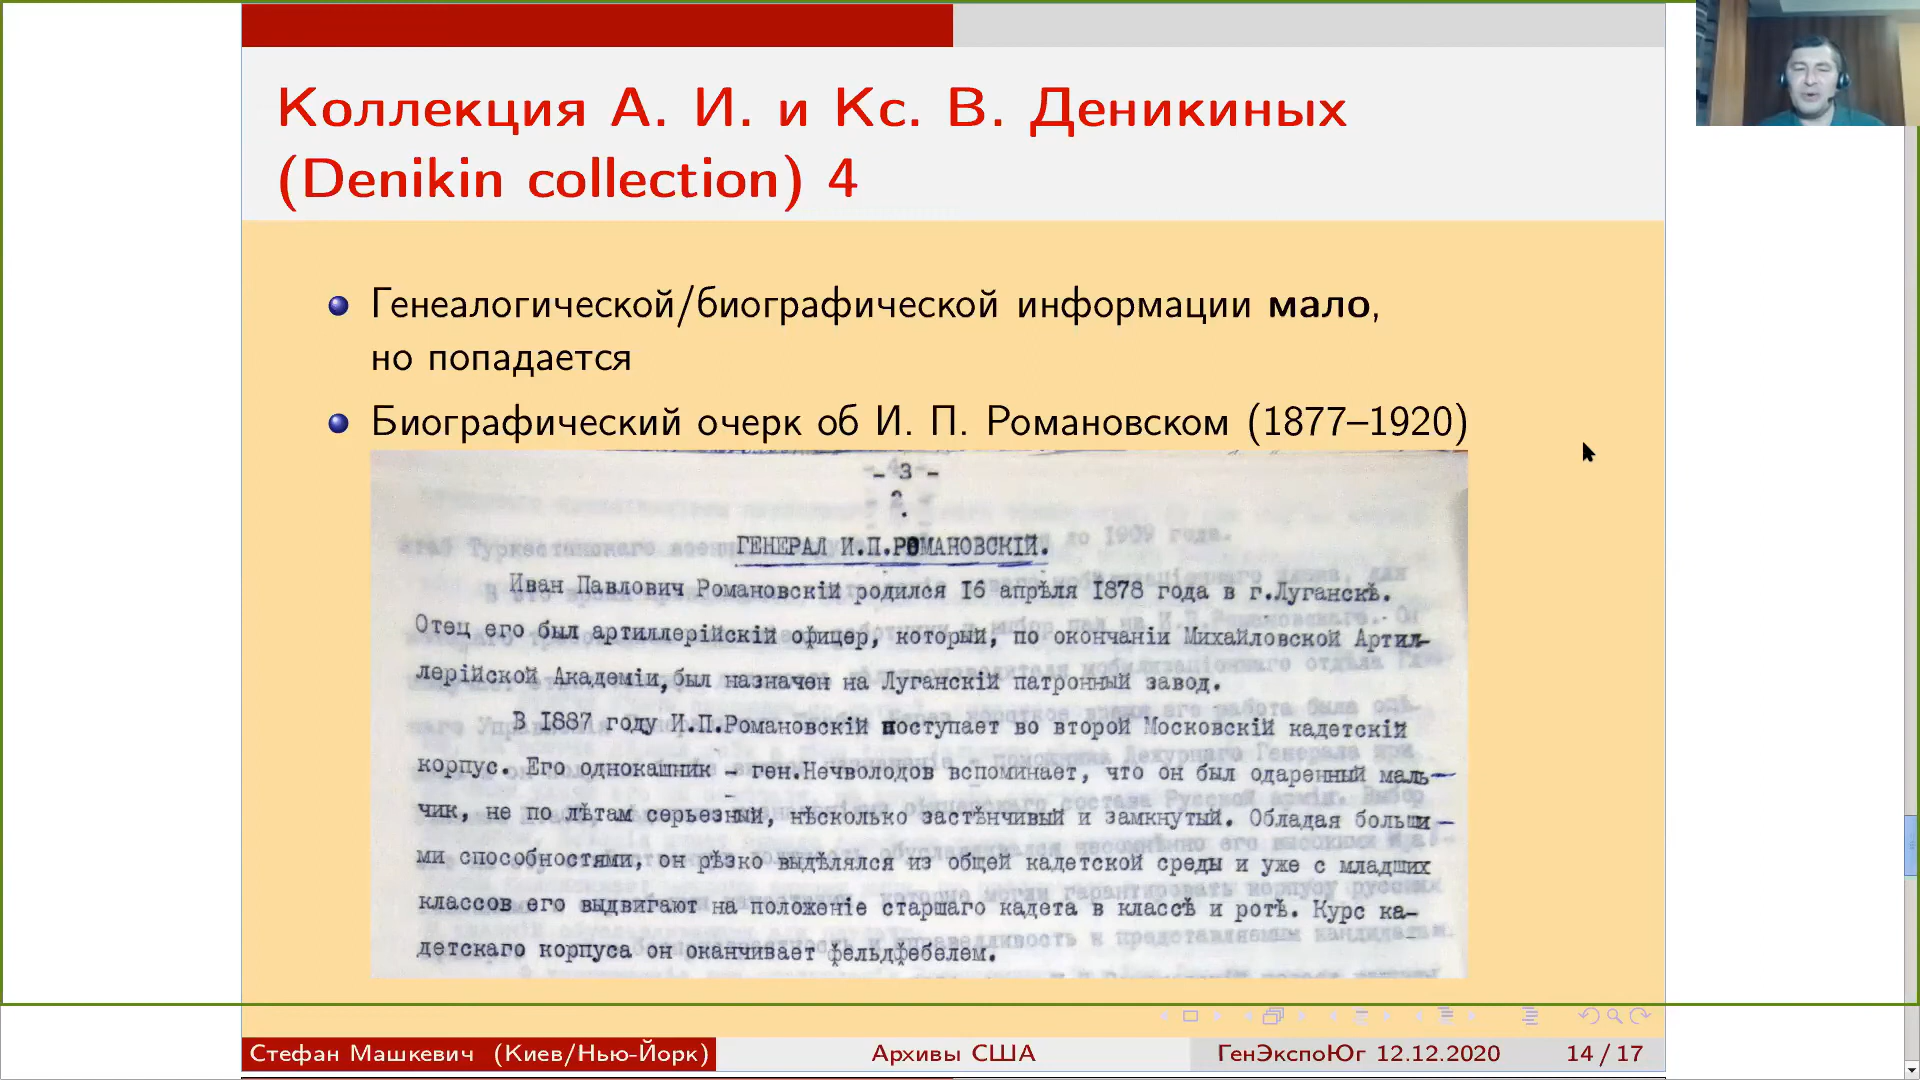 Коллекция А. И. и Кс. В. Деникиных
(Denikin collection) 4
Генеалогической/биографической информации мало,
но попадается
Биографический очерк об И. П. Романовском (1877–1920)
- 3 -
2
.
ГЕНЕРАЛ И.П.РОМАНОВСКІЙ.
Иван Павлович Романовскій родился 16 апрѣля 1878 года в г.Луганскѣ.
Отец его был артиллерійскій офицер, который, по окончаніи Михайловской Артил-
лерійской Академіи,был назначен на Луганскій патронный завод.
В 1887 году И.П.Романовскій поступает во второй Московскій кадетскій
корпус. Его однокашник - ген.Нечволодов вспоминает, что он был одаренный маль-
чик, не по лѣтам серьезный, нѣсколько застѣнчивый и замкнутый. Обладая больши-
ми способностями, он рѣзко выдѣлялся из общей кадетской среды и уже с младших
классов его выдвигают на положеніе старшаго кадета в классѣ и ротѣ. Курс ка-
детскаго корпуса он оканчивает фельдфебелем.
Стефан Машкевич (Киев/Нью-Йорк) Архивы США ГенЭкспоЮг 12.12.2020 14 / 17